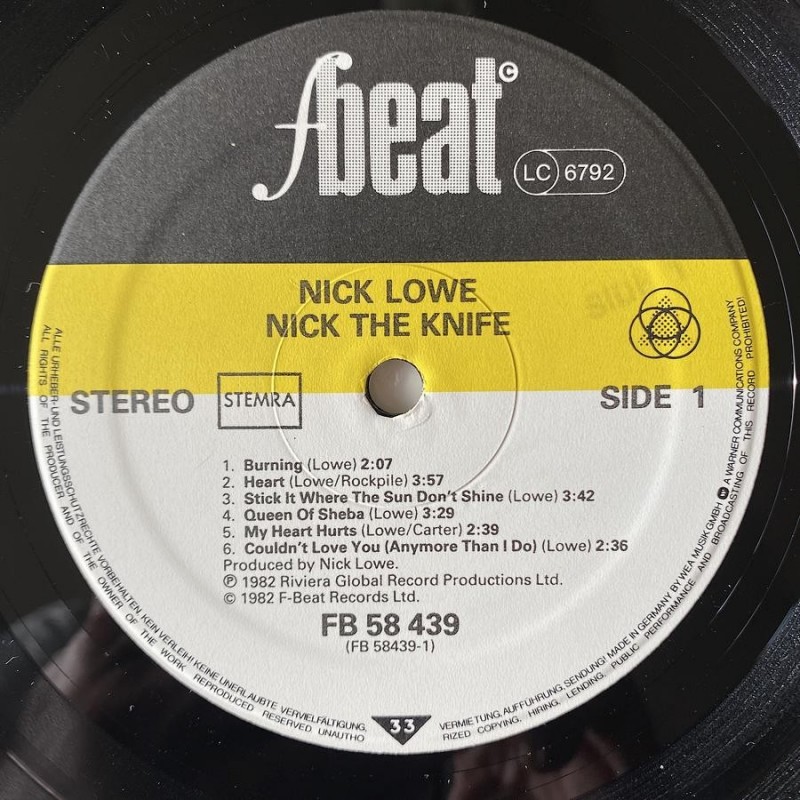 fbeat©
LC 6792
NICK LOWE
NICK THE KNIFE
STEREO
STEMRA
SIDE 1
1. Burning (Lowe) 2:07
2. Heart (Lowe/Rockpile) 3:57
3. Stick It Where The Sun Don't Shine (Lowe) 3:42
4. Queen Of Sheba (Lowe) 3:29
5. My Heart Hurts (Lowe/Carter) 2:39
6. Couldn't Love You (Anymore Than I Do) (Lowe) 2:36
Produced by Nick Lowe.
℗ 1982 Riviera Global Record Productions Ltd.
© 1982 F-Beat Records Ltd.
FB 58 439
(FB 58439-1)
33
ALLE URHEBER- UND LEISTUNGSSCHUTZRECHTE VORBEHALTEN. KEIN VERLEIH! KEINE UNERLAUBTE VERVIELFÄLTIGUNG, VERMIETUNG, AUFFÜHRUNG, SENDUNG! MADE IN GERMANY BY WEA MUSIK GMBH A WARNER COMMUNICATIONS COMPANY
ALL RIGHTS OF THE PRODUCER AND OF THE OWNER OF THE WORK REPRODUCED RESERVED. UNAUTHORIZED COPYING, HIRING, LENDING, PUBLIC PERFORMANCE AND BROADCASTING OF THIS RECORD PROHIBITED!